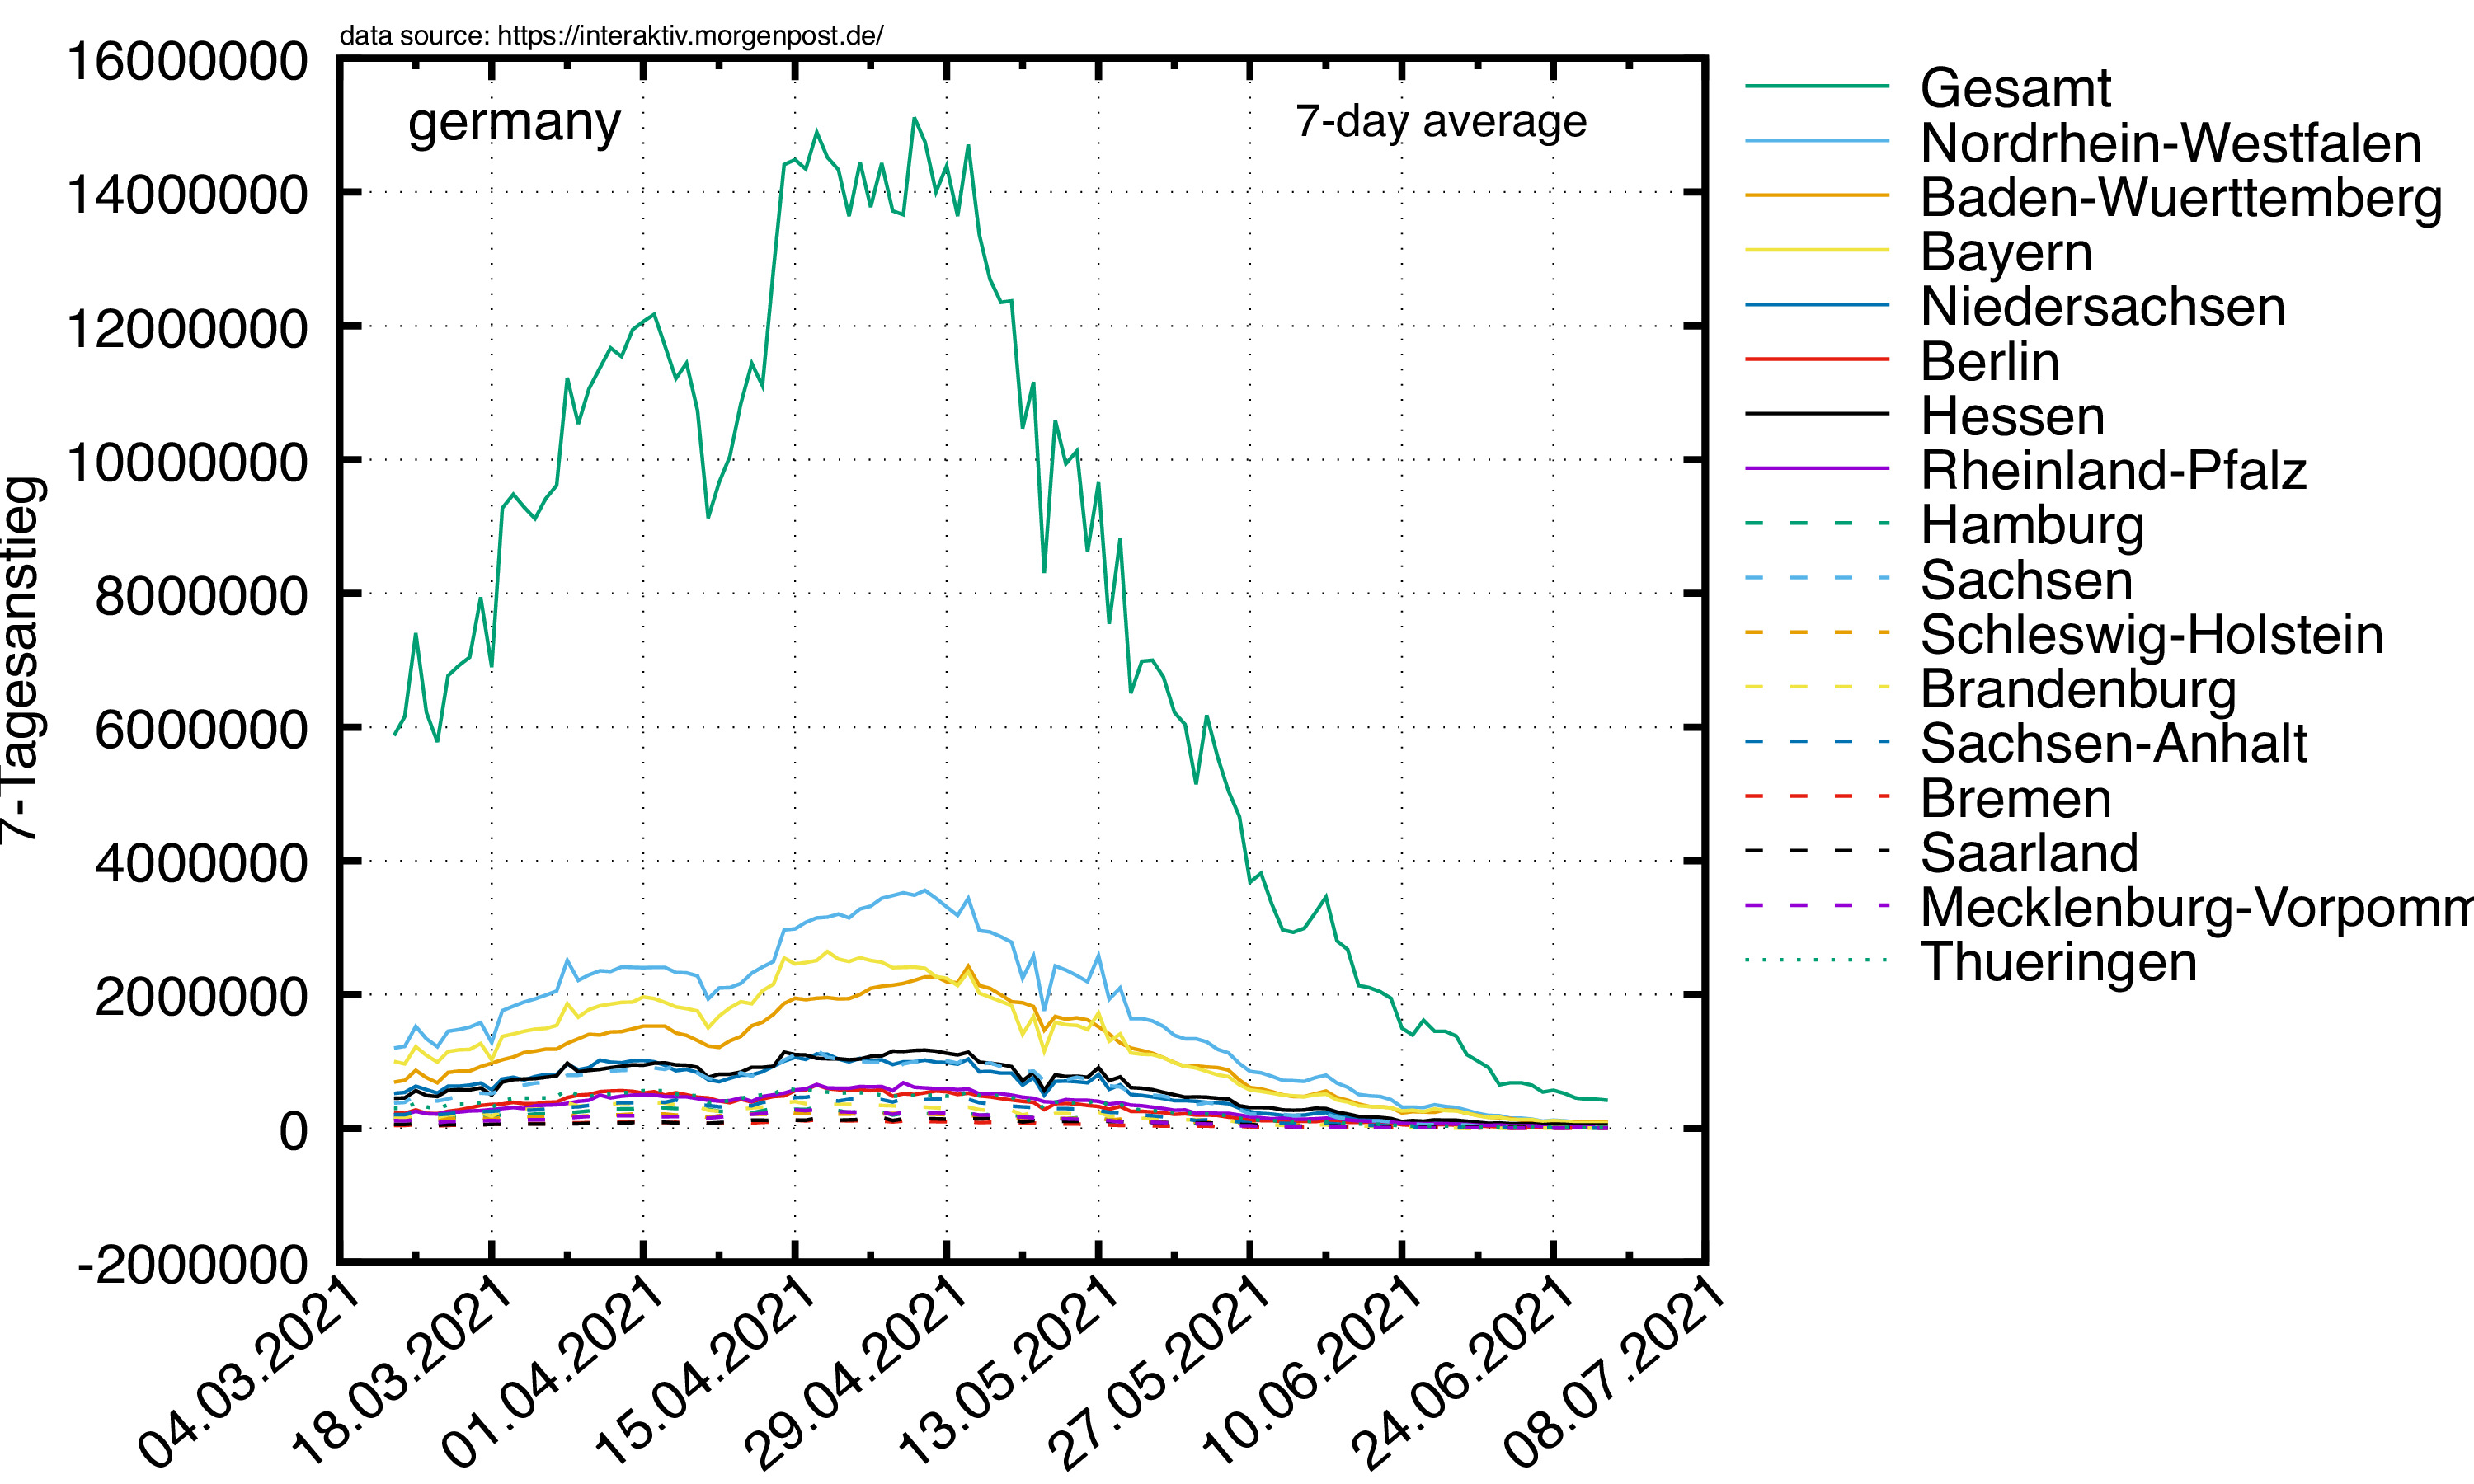 data source: https://interaktiv.morgenpost.de/
germany
7-day average
7-Tagesanstieg
16000000
14000000
12000000
10000000
8000000
6000000
4000000
2000000
0
-2000000
04.03.2021
18.03.2021
01.04.2021
15.04.2021
29.04.2021
13.05.2021
27.05.2021
10.06.2021
24.06.2021
08.07.2021
Gesamt
Nordrhein-Westfalen
Baden-Wuerttemberg
Bayern
Niedersachsen
Berlin
Hessen
Rheinland-Pfalz
Hamburg
Sachsen
Schleswig-Holstein
Brandenburg
Sachsen-Anhalt
Bremen
Saarland
Mecklenburg-Vorpomm
Thueringen